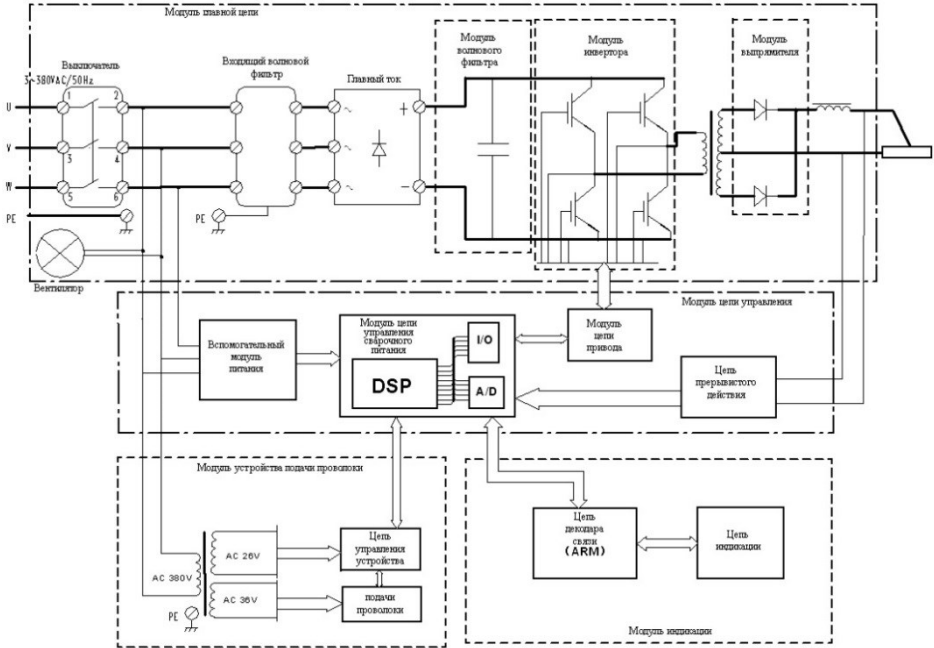 Модуль главной цепи
Выключатель
3~380VAC/50Hz
U
V
W
PE
1
2
3
4
5
6
Входящий волновой
фильтр
PE
Главный ток
~
~
~
+
−
Модуль
волнового
фильтра
Модуль
инвертора
Модуль
выпрямителя
Вентилятор
Модуль цепи управления
Вспомогательный
модуль
питания
Модуль цепи
управления
сварочного
питания
DSP
I/O
A/D
Модуль
цепи
привода
Цепь
прерывистого
действия
Модуль устройства подачи проволоки
AC 380V
AC 26V
AC 36V
PE
Цепь
управления
устройства
подачи
проволоки
Цепь
декодара
связи
(ARM)
Цепь
индикации
Модуль индикации